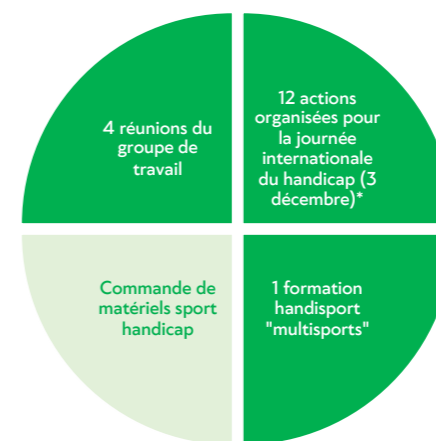 4 réunions du
groupe de
travail
12 actions
organisées pour
la journée
internationale
du handicap (3
décembre)*
Commande de
matériels sport
handicap
1 formation
handisport
"multisports"